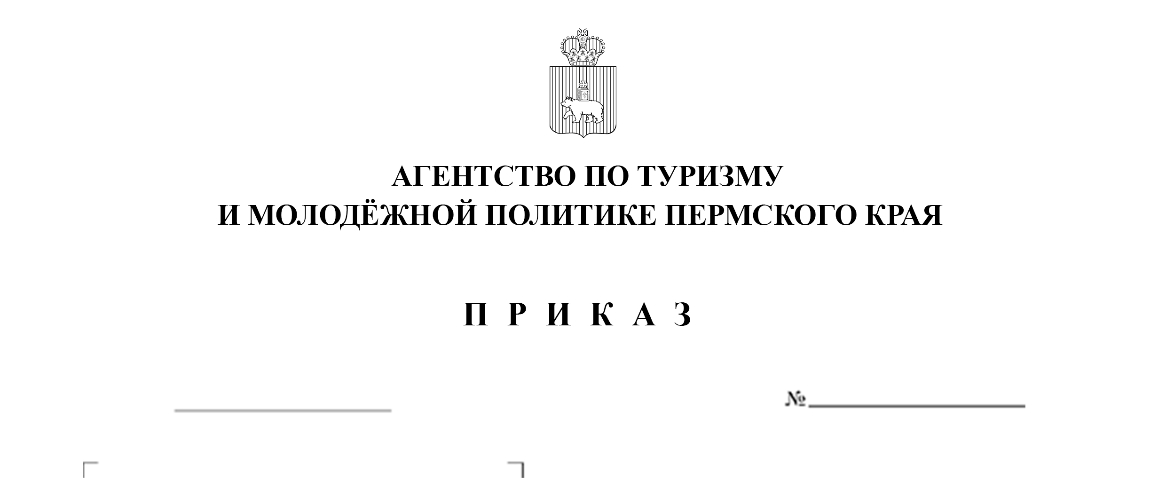 АГЕНТСТВО ПО ТУРИЗМУ
И МОЛОДЁЖНОЙ ПОЛИТИКЕ ПЕРМСКОГО КРАЯ
П Р И К А З
№